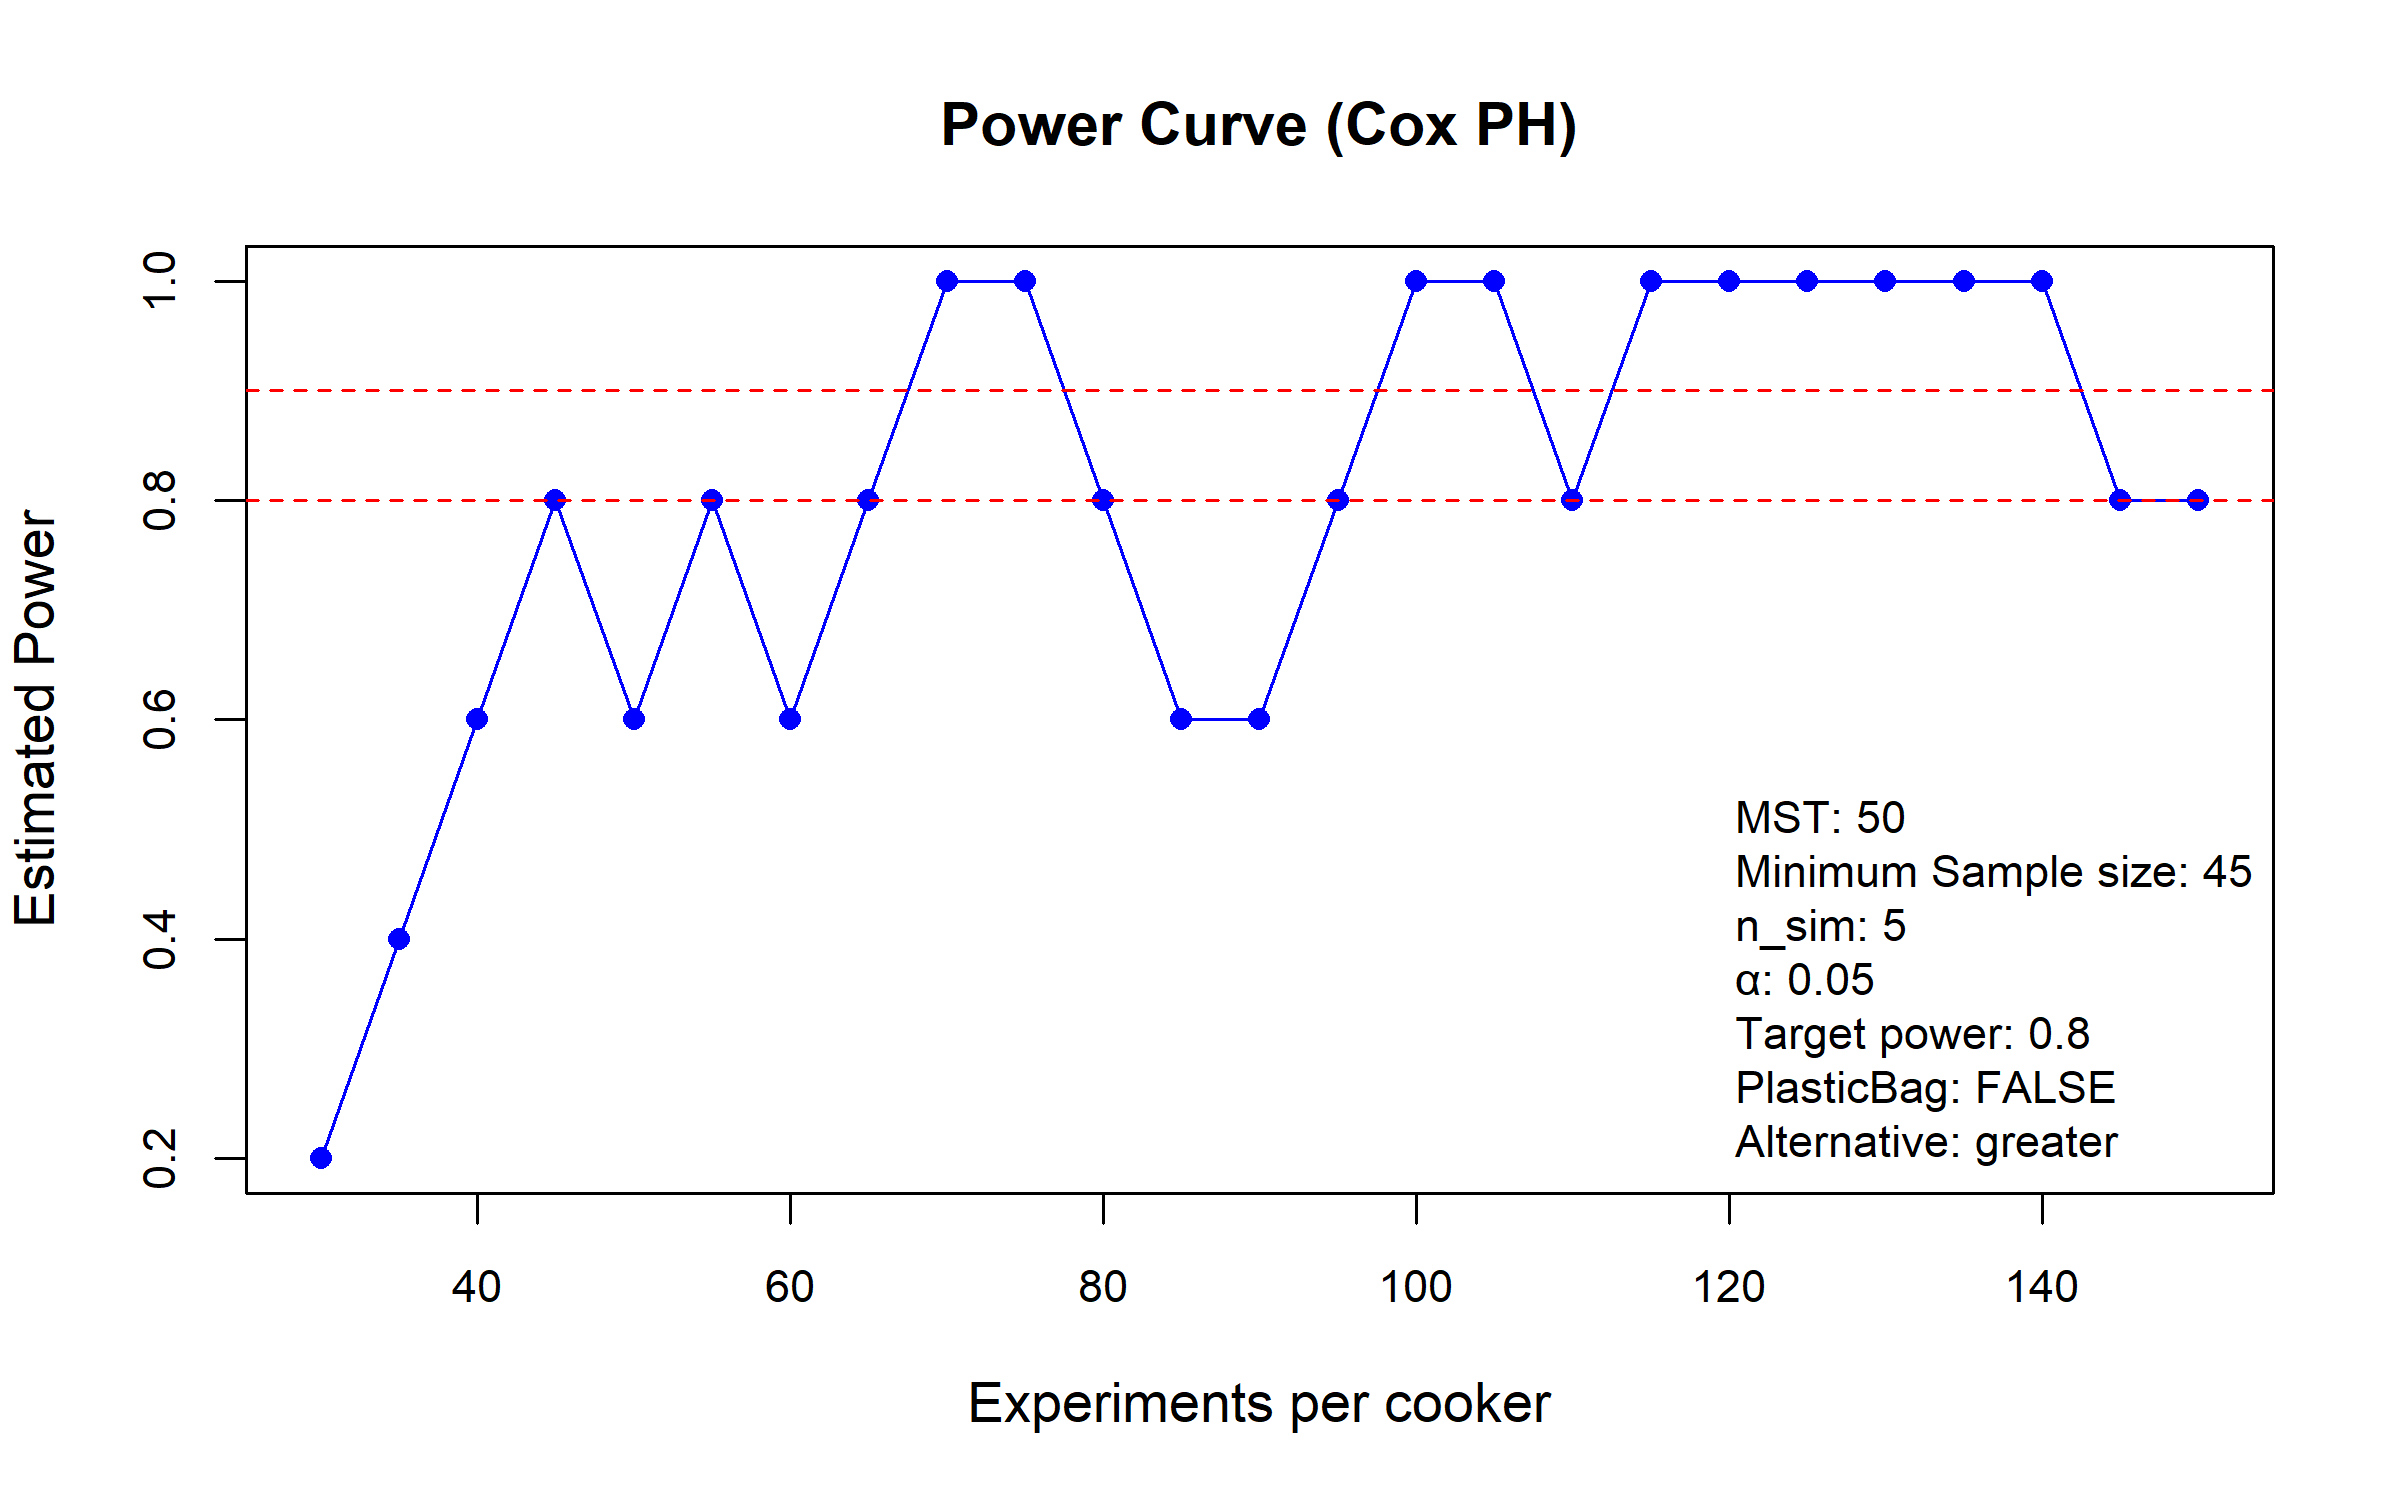 Power Curve (Cox PH)
Estimated Power
1.0
0.8
0.6
0.4
0.2
MST: 50
Minimum Sample size: 45
n_sim: 5
α: 0.05
Target power: 0.8
PlasticBag: FALSE
Alternative: greater
40 60 80 100 120 140
Experiments per cooker